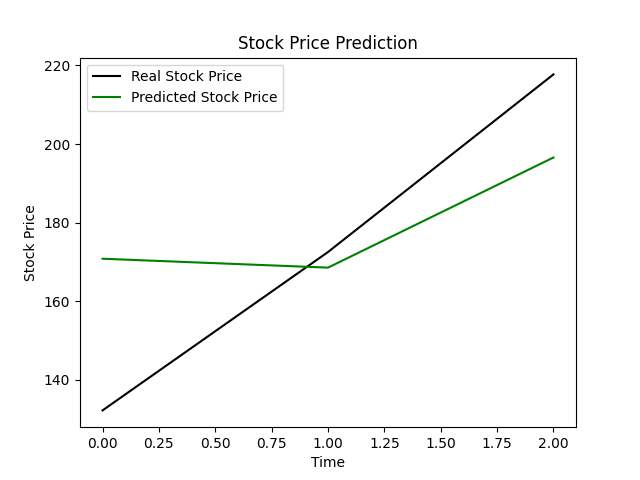 Stock Price Prediction
Real Stock Price
Predicted Stock Price
Stock Price
220
200
180
160
140
0.00 0.25 0.50 0.75 1.00 1.25 1.50 1.75 2.00
Time